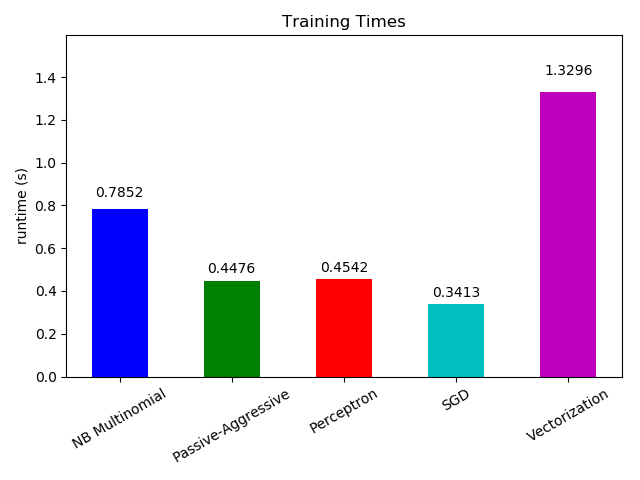 Training Times
runtime (s)
1.4
1.2
1.0
0.8
0.6
0.4
0.2
0.0
0.7852
0.4476
0.4542
0.3413
1.3296
NB Multinomial
Passive-Aggressive
Perceptron
SGD
Vectorization